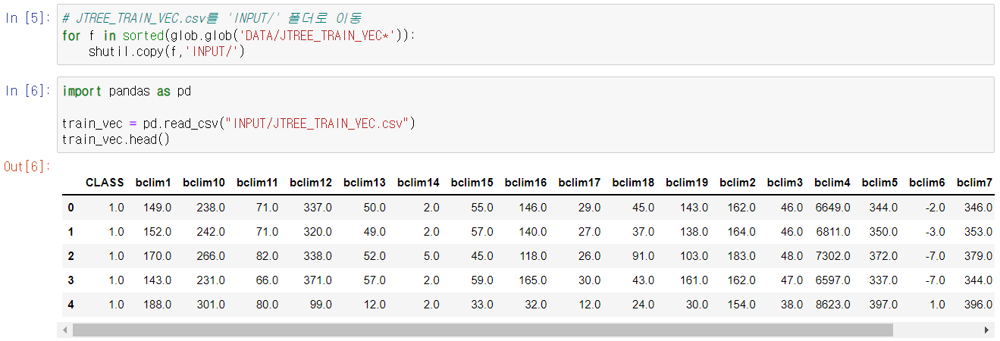 In [5]: # JTREE_TRAIN_VEC.csv를 'INPUT/' 폴더로 이동
for f in sorted(glob.glob('DATA/JTREE_TRAIN_VEC*')):
    shutil.copy(f,'INPUT/')
In [6]: import pandas as pd
train_vec = pd.read_csv("INPUT/JTREE_TRAIN_VEC.csv")
train_vec.head()
Out[6]:
CLASS bclim1 bclim10 bclim11 bclim12 bclim13 bclim14 bclim15 bclim16 bclim17 bclim18 bclim19 bclim2 bclim3 bclim4 bclim5 bclim6 bclim7
0 1.0 149.0 238.0 71.0 337.0 50.0 2.0 55.0 146.0 29.0 45.0 143.0 162.0 46.0 6649.0 344.0 -2.0 346.0
1 1.0 152.0 242.0 71.0 320.0 49.0 2.0 57.0 140.0 27.0 37.0 138.0 164.0 46.0 6811.0 350.0 -3.0 353.0
2 1.0 170.0 266.0 82.0 338.0 52.0 5.0 45.0 118.0 26.0 91.0 103.0 183.0 48.0 7302.0 372.0 -7.0 379.0
3 1.0 143.0 231.0 66.0 371.0 57.0 2.0 59.0 165.0 30.0 43.0 161.0 162.0 47.0 6597.0 337.0 -7.0 344.0
4 1.0 188.0 301.0 80.0 99.0 12.0 2.0 33.0 32.0 12.0 24.0 30.0 154.0 38.0 8623.0 397.0 1.0 396.0